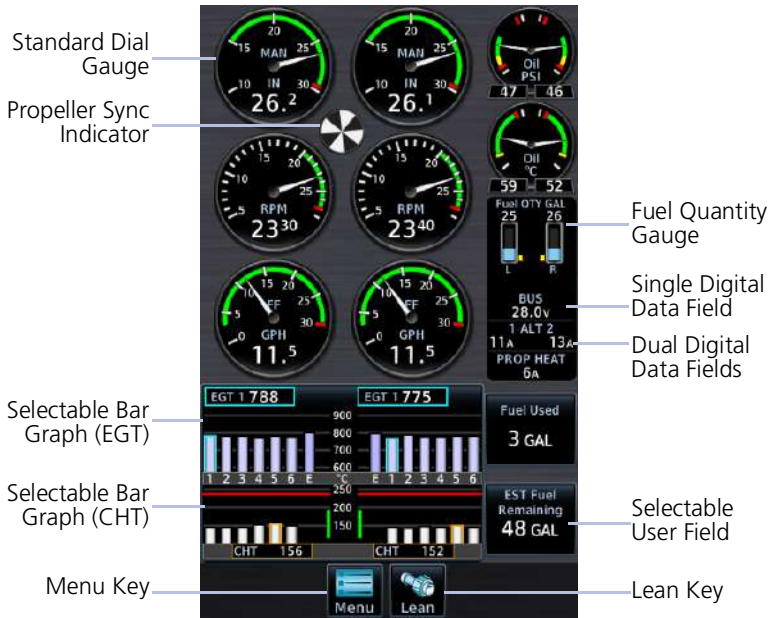 Standard Dial
Gauge
Propeller Sync
Indicator
Selectable Bar
Graph (EGT)
Selectable Bar
Graph (CHT)
Menu Key
20
15 MAN 25
10 IN 30
26.2
20
15 MAN 25
10 IN 30
26.1
15 20
10 25
5 RPM
2330
15 20
10 25
5 RPM
2340
10 15 20
5 FF 25
0 GPH 30
11.5
10 15 20
5 FF 25
0 GPH 30
11.5
Oil
PSI
47 46
Oil
°C
59 52
Fuel QTY GAL
25 26
L R
BUS
28.0V
1 ALT 2
11A 13A
PROP HEAT
6A
EGT 1 788
EGT 1 775
900
800
700
600
1 2 3 4 5 6 E °C E 1 2 3 4 5 6
250
200
150
CHT 156
CHT 152
Fuel Used
3 GAL
EST Fuel
Remaining
48 GAL
Menu
Lean
Fuel Quantity
Gauge
Single Digital
Data Field
Dual Digital
Data Fields
Selectable
User Field
Lean Key